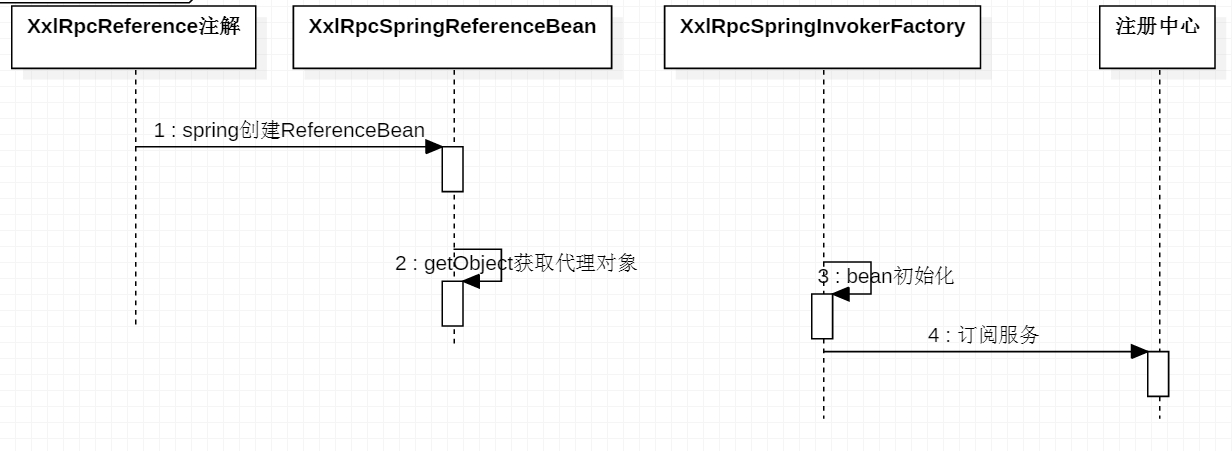 XxlRpcReference注解
XxlRpcSpringReferenceBean
XxlRpcSpringInvokerFactory
注册中心
1 : spring创建ReferenceBean
2 : getObject获取代理对象
3 : bean初始化
4 : 订阅服务